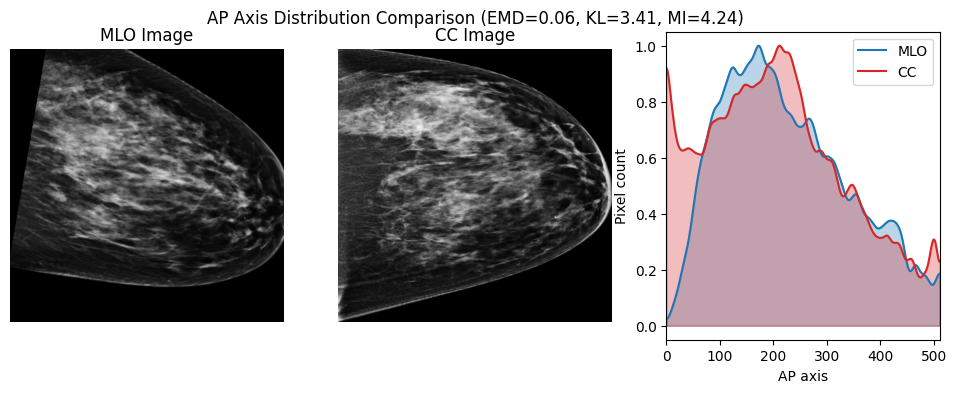 AP Axis Distribution Comparison (EMD=0.06, KL=3.41, MI=4.24)
MLO Image
CC Image
MLO
CC
Pixel count
1.0
0.8
0.6
0.4
0.2
0.0
0 100 200 300 400 500
AP axis